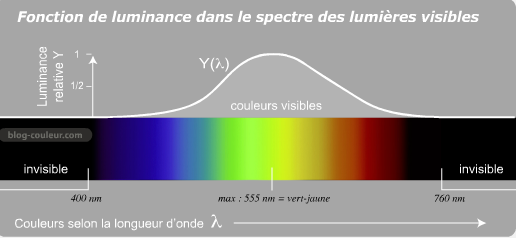 Fonction de luminance dans le spectre des lumières visibles
Luminance
relative Y
1
1/2
Y(λ)
couleurs visibles
blog-couleur.com
invisible
invisible
400 nm
max : 555 nm = vert-jaune
760 nm
Couleurs selon la longueur d'onde λ